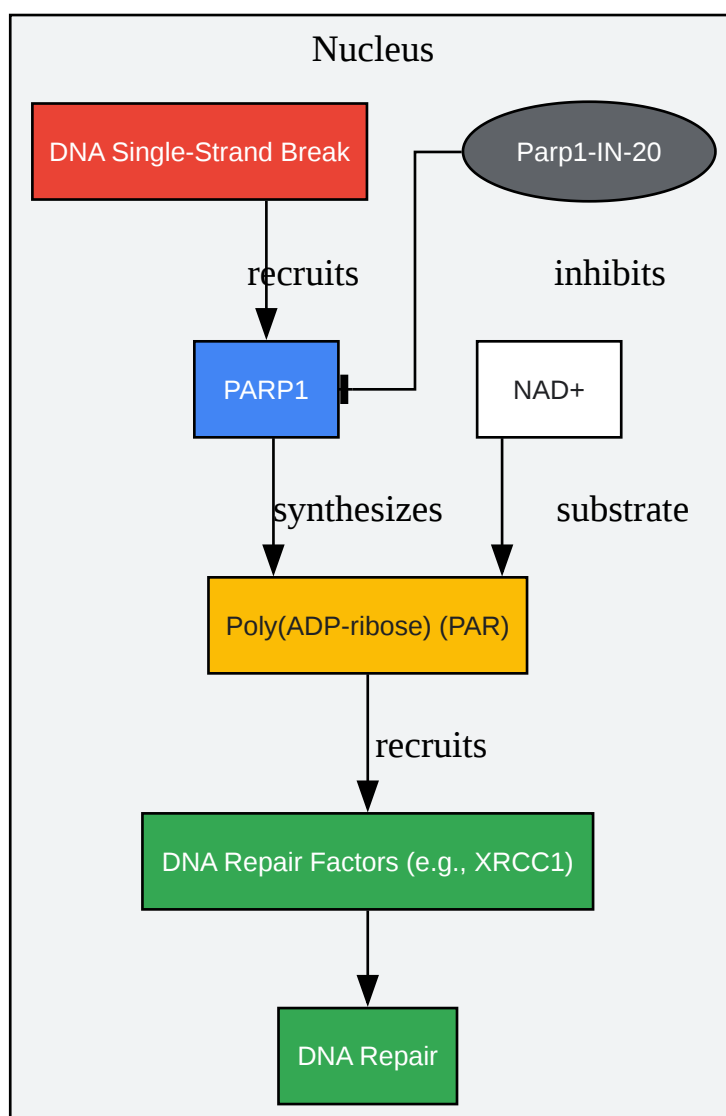 Nucleus
DNA Single-Strand Break
Parp1-IN-20
recruits
inhibits
PARP1
NAD+
synthesizes
substrate
Poly(ADP-ribose) (PAR)
recruits
DNA Repair Factors (e.g., XRCC1)
DNA Repair